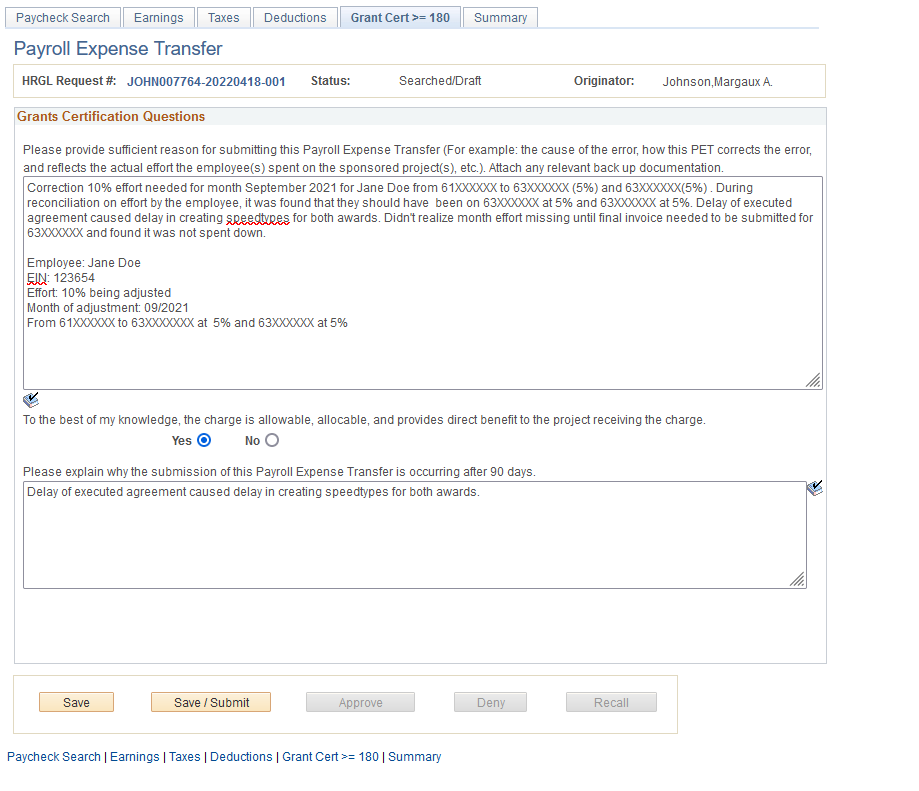 Paycheck Search Earnings Taxes Deductions Grant Cert >= 180 Summary
Payroll Expense Transfer
HRGL Request #: JOHN007764-20220418-001 Status: Searched/Draft Originator: Johnson,Margaux A.
Grants Certification Questions
Please provide sufficient reason for submitting this Payroll Expense Transfer (For example: the cause of the error, how this PET corrects the error,
and reflects the actual effort the employee(s) spent on the sponsored project(s), etc.). Attach any relevant back up documentation.
Correction 10% effort needed for month September 2021 for Jane Doe from 61XXXXXX to 63XXXXXX (5%) and 63XXXXXX(5%) . During
reconciliation on effort by the employee, it was found that they should have  been on 63XXXXXX at 5% and 63XXXXXX at 5%. Delay of executed
agreement caused delay in creating speedtypes for both awards. Didn't realize month effort missing until final invoice needed to be submitted for
63XXXXXX and found it was not spent down.
Employee: Jane Doe
EIN: 123654
Effort: 10% being adjusted
Month of adjustment: 09/2021
From 61XXXXXX to 63XXXXXXX at  5% and 63XXXXXX at 5%
To the best of my knowledge, the charge is allowable, allocable, and provides direct benefit to the project receiving the charge.
Yes No
Please explain why the submission of this Payroll Expense Transfer is occurring after 90 days.
Delay of executed agreement caused delay in creating speedtypes for both awards.
Save Save / Submit Approve Deny Recall
Paycheck Search | Earnings | Taxes | Deductions | Grant Cert >= 180 | Summary